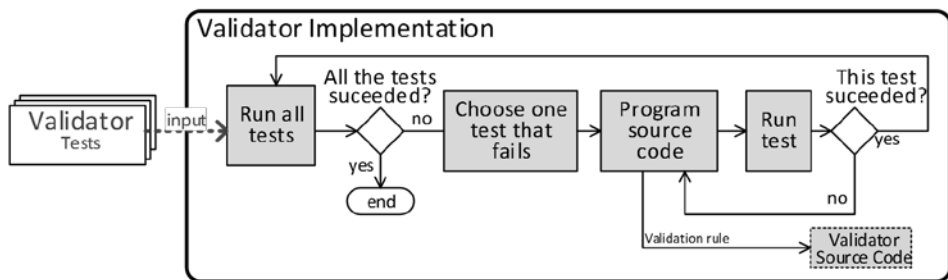 Validator Implementation
Validator
Tests
input
Run all
tests
All the tests
suceeded?
no
yes
end
Choose one
test that
fails
Program
source
code
Run
test
This test
suceeded?
yes
no
Validation rule
Validator
Source Code